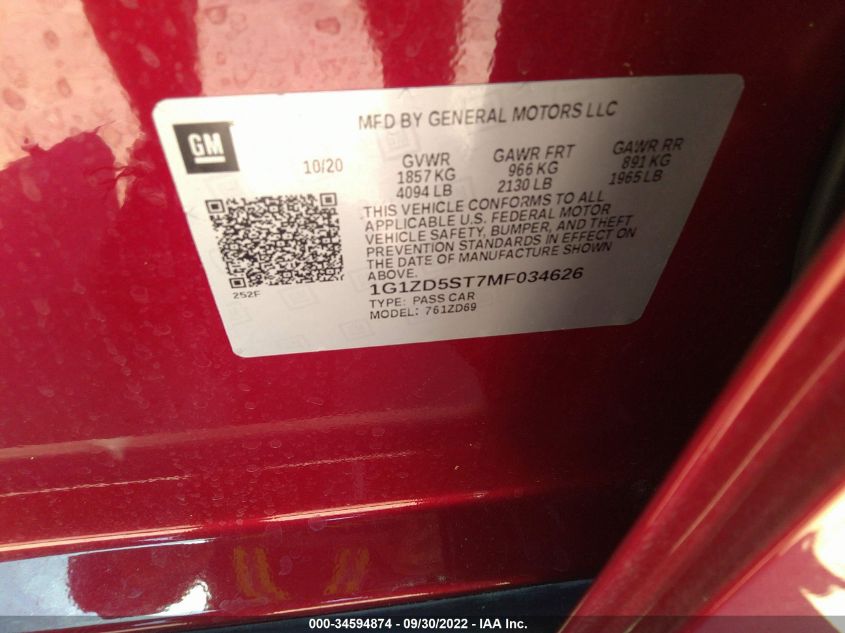 MFD BY GENERAL MOTORS LLC
GM
10/20
GVWR GAWR FRT GAWR RR
1857 KG 966 KG 891 KG
4094 LB 2130 LB 1965 LB
THIS VEHICLE CONFORMS TO ALL
APPLICABLE U.S. FEDERAL MOTOR
VEHICLE SAFETY, BUMPER, AND THEFT
PREVENTION STANDARDS IN EFFECT ON
THE DATE OF MANUFACTURE SHOWN
ABOVE.
252F
1G1ZD5ST7MF034626
TYPE: PASS CAR
MODEL: 761ZD69
000-34594874 / 09/30/2022 - IAA Inc.